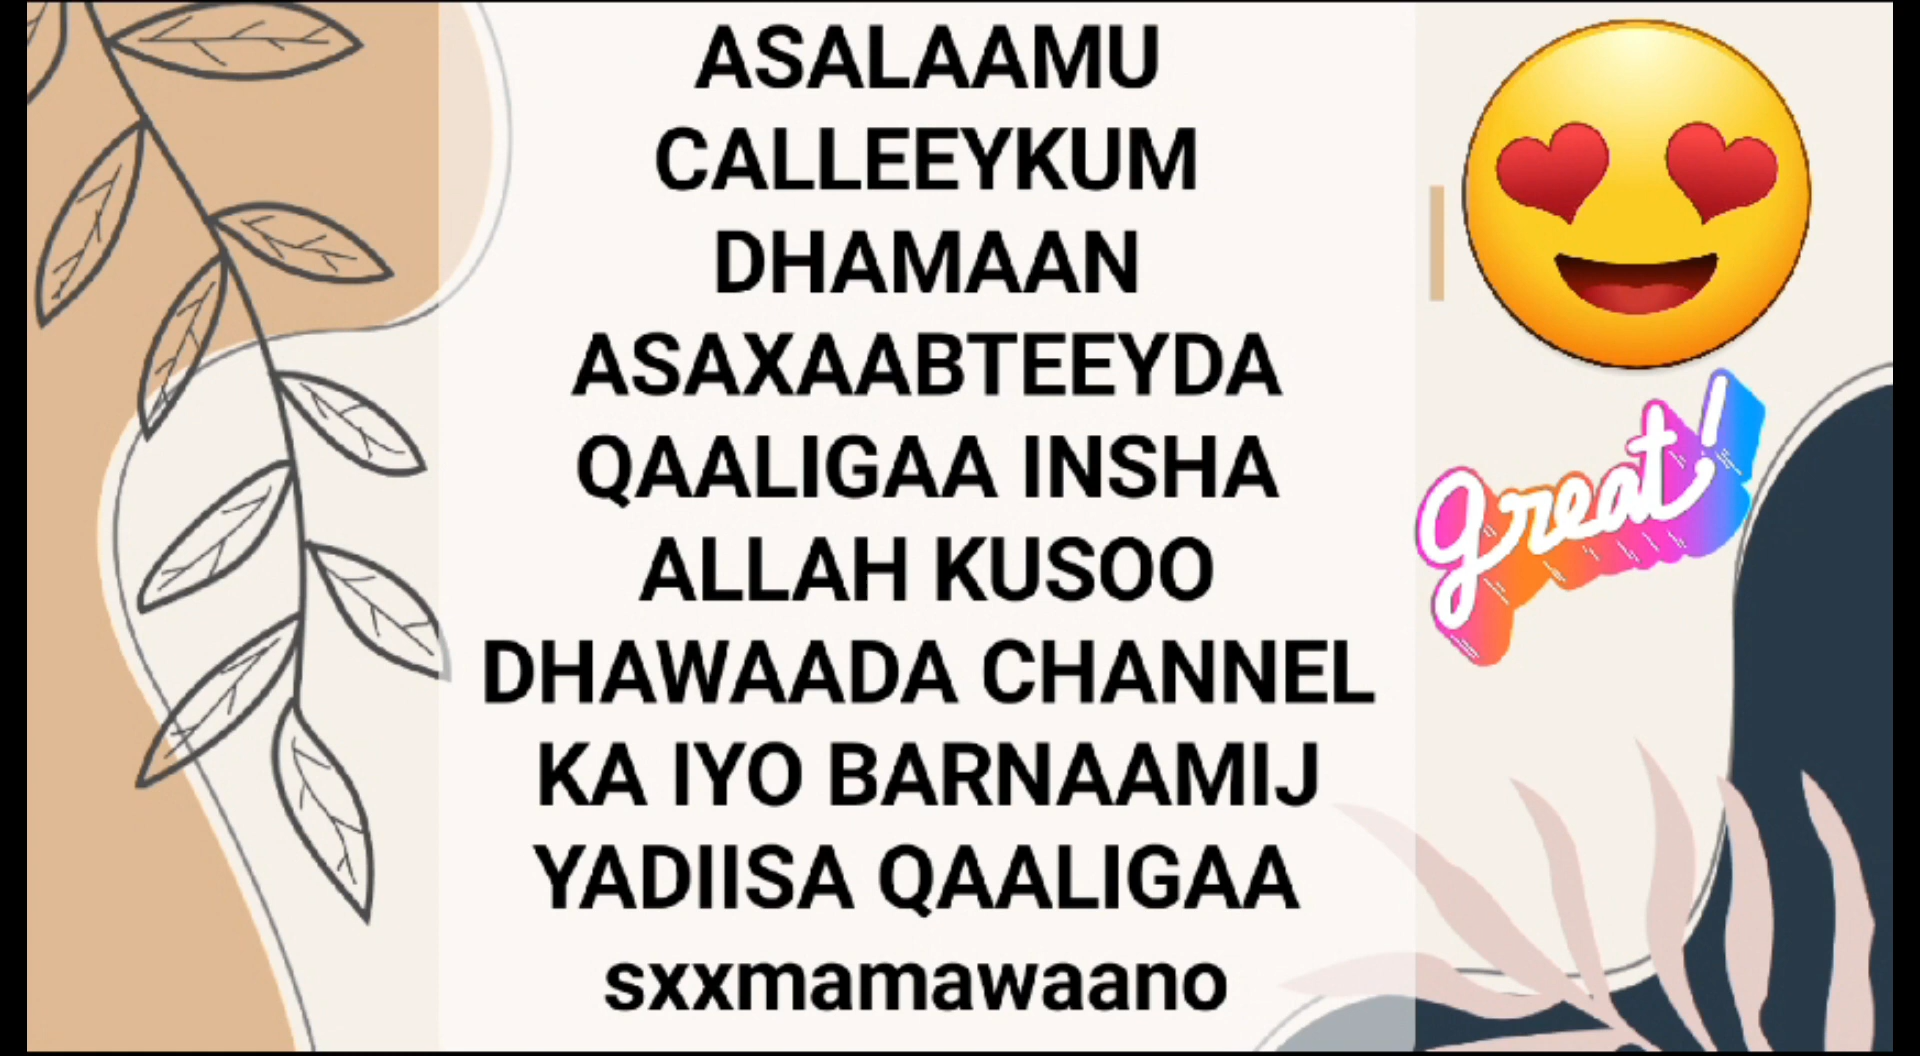 ASALAAMU
CALLEEYKUM
DHAMAAN
ASAXAABTEEYDA
QAALIGAA INSHA
ALLAH KUSOO
DHAWAADA CHANNEL
KA IYO BARNAAMIJ
YADIISA QAALIGAA
sxxmamawaano
great!